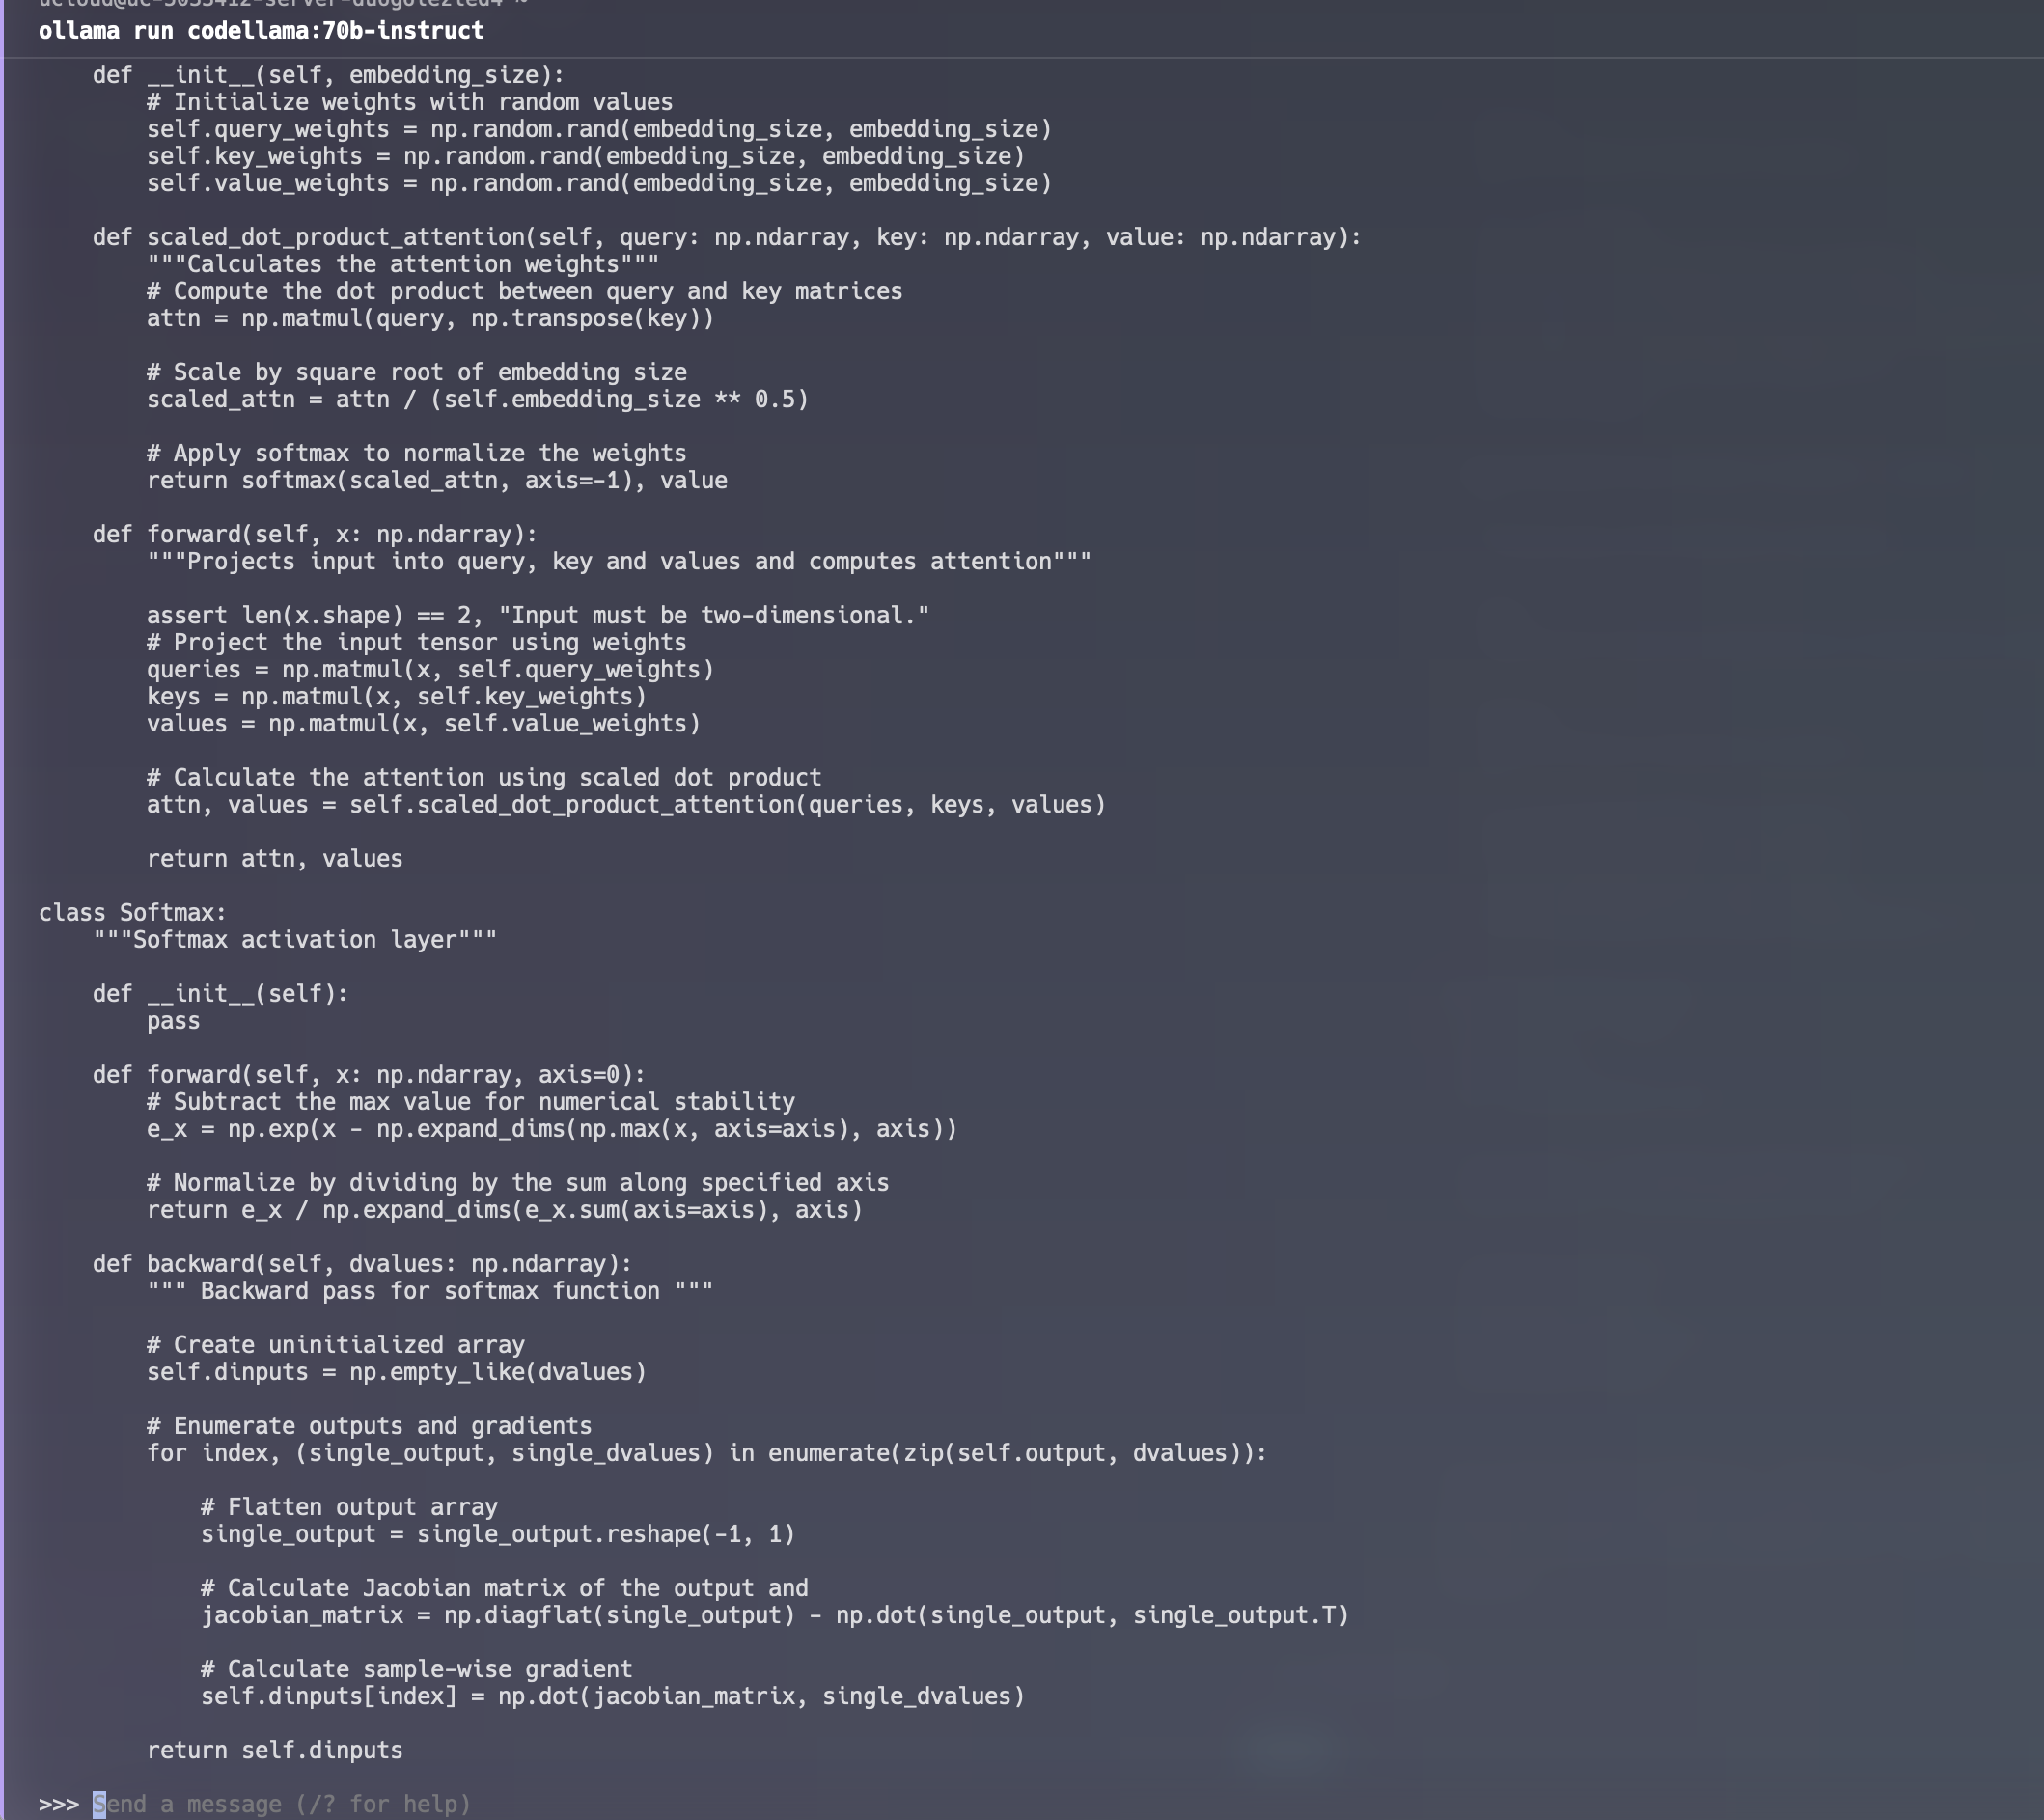 ollama run codellama:70b-instruct
    def __init__(self, embedding_size):
        # Initialize weights with random values
        self.query_weights = np.random.rand(embedding_size, embedding_size)
        self.key_weights = np.random.rand(embedding_size, embedding_size)
        self.value_weights = np.random.rand(embedding_size, embedding_size)

    def scaled_dot_product_attention(self, query: np.ndarray, key: np.ndarray, value: np.ndarray):
        """Calculates the attention weights"""
        # Compute the dot product between query and key matrices
        attn = np.matmul(query, np.transpose(key))

        # Scale by square root of embedding size
        scaled_attn = attn / (self.embedding_size ** 0.5)

        # Apply softmax to normalize the weights
        return softmax(scaled_attn, axis=-1), value

    def forward(self, x: np.ndarray):
        """Projects input into query, key and values and computes attention"""

        assert len(x.shape) == 2, "Input must be two-dimensional."
        # Project the input tensor using weights
        queries = np.matmul(x, self.query_weights)
        keys = np.matmul(x, self.key_weights)
        values = np.matmul(x, self.value_weights)

        # Calculate the attention using scaled dot product
        attn, values = self.scaled_dot_product_attention(queries, keys, values)

        return attn, values

class Softmax:
    """Softmax activation layer"""

    def __init__(self):
        pass

    def forward(self, x: np.ndarray, axis=0):
        # Subtract the max value for numerical stability
        e_x = np.exp(x - np.expand_dims(np.max(x, axis=axis), axis))

        # Normalize by dividing by the sum along specified axis
        return e_x / np.expand_dims(e_x.sum(axis=axis), axis)

    def backward(self, dvalues: np.ndarray):
        """ Backward pass for softmax function """

        # Create uninitialized array
        self.dinputs = np.empty_like(dvalues)

        # Enumerate outputs and gradients
        for index, (single_output, single_dvalues) in enumerate(zip(self.output, dvalues)):

            # Flatten output array
            single_output = single_output.reshape(-1, 1)

            # Calculate Jacobian matrix of the output and
            jacobian_matrix = np.diagflat(single_output) - np.dot(single_output, single_output.T)

            # Calculate sample-wise gradient
            self.dinputs[index] = np.dot(jacobian_matrix, single_dvalues)

        return self.dinputs

>>> Send a message (/? for help)